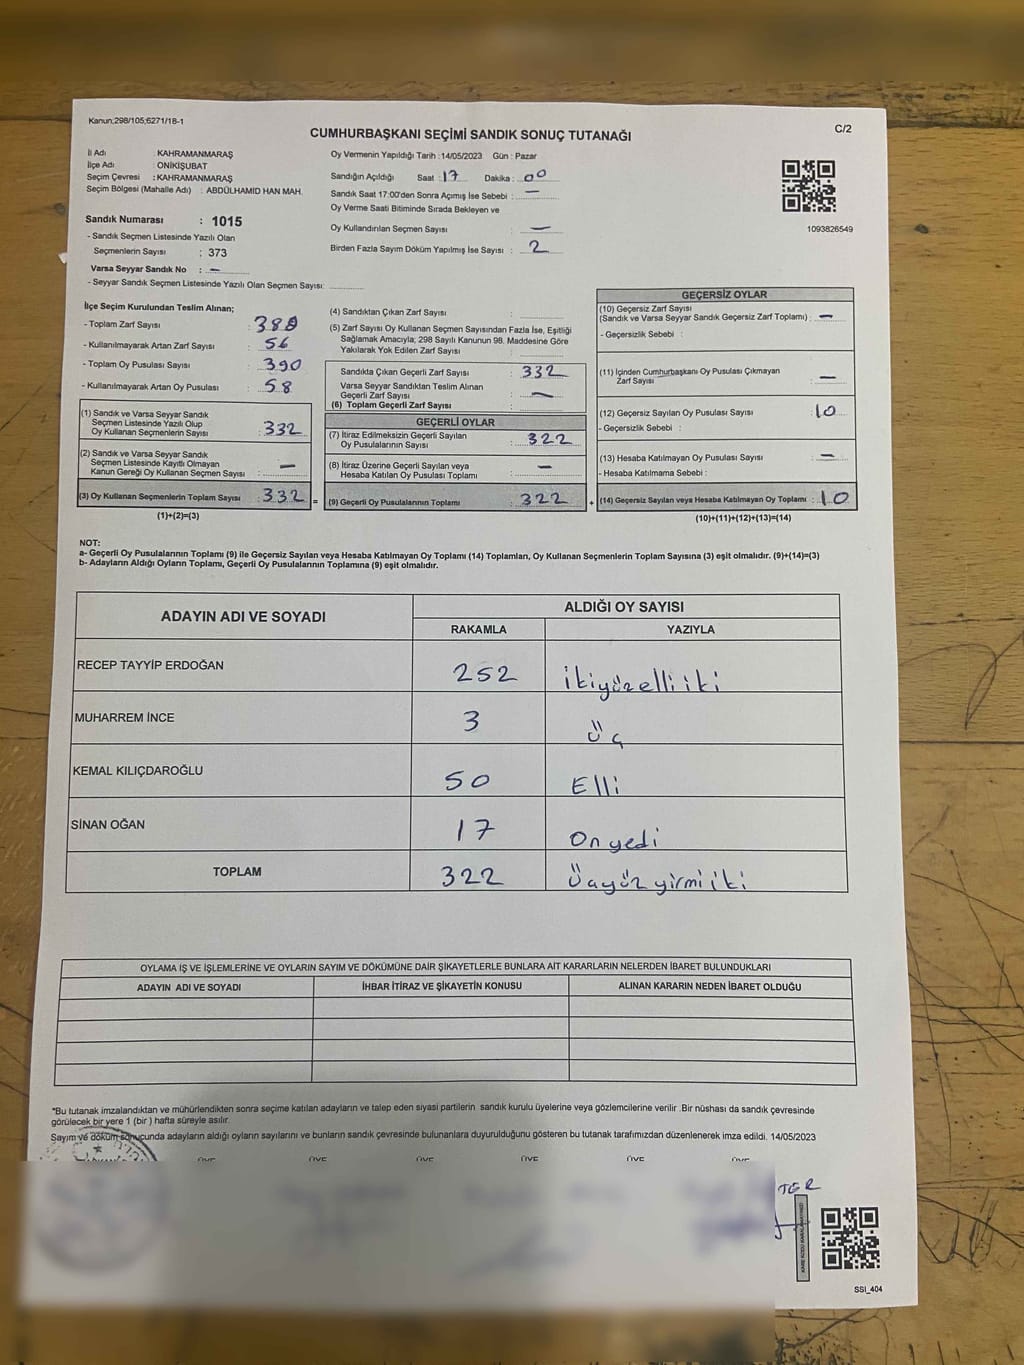 Kanun;298/105;6271/18-1
C/2
CUMHURBAŞKANI SEÇİMİ SANDIK SONUÇ TUTANAĞI
İl Adı KAHRAMANMARAŞ
İlçe Adı : ONİKİŞUBAT
Seçim Çevresi : KAHRAMANMARAŞ
Seçim Bölgesi (Mahalle Adı) : ABDÜLHAMİD HAN MAH.
Sandık Numarası : 1015
- Sandık Seçmen Listesinde Yazılı Olan
Seçmenlerin Sayısı : 373
Varsa Seyyar Sandık No : —
- Seyyar Sandık Seçmen Listesinde Yazılı Olan Seçmen Sayısı:
Oy Vermenin Yapıldığı Tarih :14/05/2023 Gün : Pazar
Sandığın Açıldığı Saat : 17 Dakika : 00
Sandık Saat 17:00'den Sonra Açımış İse Sebebi : —
Oy Verme Saati Bitiminde Sırada Bekleyen ve
Oy Kullandırılan Seçmen Sayısı : —
Birden Fazla Sayım Döküm Yapılmış İse Sayısı : 2
1093826549
İlçe Seçim Kurulundan Teslim Alınan;
- Toplam Zarf Sayısı :
- Kullanılmayarak Artan Zarf Sayısı : 56
- Toplam Oy Pusulası Sayısı : 390
- Kullanılmayarak Artan Oy Pusulası : 58
(1) Sandık ve Varsa Seyyar Sandık
Seçmen Listesinde Yazılı Olup
Oy Kullanan Seçmenlerin Sayısı : 332
(2) Sandık ve Varsa Seyyar Sandık
Seçmen Listesinde Kayıtlı Olmayan
Kanun Gereği Oy Kullanan Seçmen Sayısı : —
(3) Oy Kullanan Seçmenlerin Toplam Sayısı : 332 =
(1)+(2)=(3)
(4) Sandıktan Çıkan Zarf Sayısı :
(5) Zarf Sayısı Oy Kullanan Seçmen Sayısından Fazla İse, Eşitliği
Sağlamak Amacıyla; 298 Sayılı Kanunun 98. Maddesine Göre
Yakılarak Yok Edilen Zarf Sayısı :
Sandıkta Çıkan Geçerli Zarf Sayısı : 332
Varsa Seyyar Sandıktan Teslim Alınan
Geçerli Zarf Sayısı : —
(6) Toplam Geçerli Zarf Sayısı :
GEÇERLİ OYLAR
(7) İtiraz Edilmeksizin Geçerli Sayılan
Oy Pusulalarının Sayısı : 322
(8) İtiraz Üzerine Geçerli Sayılan veya
Hesaba Katılan Oy Pusulası Toplamı : —
(9) Geçerli Oy Pusulalarının Toplamı : 322 +
GEÇERSİZ OYLAR
(10) Geçersiz Zarf Sayısı
(Sandık ve Varsa Seyyar Sandık Geçersiz Zarf Toplamı) : —
- Geçersizlik Sebebi :
(11) İçinden Cumhurbaşkanı Oy Pusulası Çıkmayan
Zarf Sayısı : —
(12) Geçersiz Sayılan Oy Pusulası Sayısı : 10
- Geçersizlik Sebebi :
(13) Hesaba Katılmayan Oy Pusulası Sayısı : —
- Hesaba Katılmama Sebebi :
(14) Geçersiz Sayılan veya Hesaba Katılmayan Oy Toplamı : 10
(10)+(11)+(12)+(13)=(14)
NOT:
a- Geçerli Oy Pusulalarının Toplamı (9) ile Geçersiz Sayılan veya Hesaba Katılmayan Oy Toplamı (14) Toplamları, Oy Kullanan Seçmenlerin Toplam Sayısına (3) eşit olmalıdır. (9)+(14)=(3)
b- Adayların Aldığı Oyların Toplamı, Geçerli Oy Pusulalarının Toplamına (9) eşit olmalıdır.
ADAYIN ADI VE SOYADI ALDIĞI OY SAYISI
RAKAMLA YAZIYLA
RECEP TAYYİP ERDOĞAN 252 ikiyüzelliiki
MUHARREM İNCE 3 Üç
KEMAL KILIÇDAROĞLU 50 Elli
SİNAN OĞAN 17 Onyedi
TOPLAM 322 Üçyüz yirmiiki
OYLAMA İŞ VE İŞLEMLERİNE VE OYLARIN SAYIM VE DÖKÜMÜNE DAİR ŞİKAYETLERLE BUNLARA AİT KARARLARIN NELERDEN İBARET BULUNDUKLARI
ADAYIN ADI VE SOYADI İHBAR İTİRAZ VE ŞİKAYETİN KONUSU ALINAN KARARIN NEDEN İBARET OLDUĞU
*Bu tutanak imzalandıktan ve mühürlendikten sonra seçime katılan adayların ve talep eden siyasi partilerin sandık kurulu üyelerine veya gözlemcilerine verilir .Bir nüshası da sandık çevresinde
görülecek bir yere 1 (bir ) hafta süreyle asılır.
Sayım ve döküm sonucunda adayların aldığı oyların sayılarını ve bunların sandık çevresinde bulunanlara duyurulduğunu gösteren bu tutanak tarafımızdan düzenlenerek imza edildi. 14/05/2023
ÜYE ÜYE ÜYE ÜYE ÜYE ÜYE
TER
SSI_404